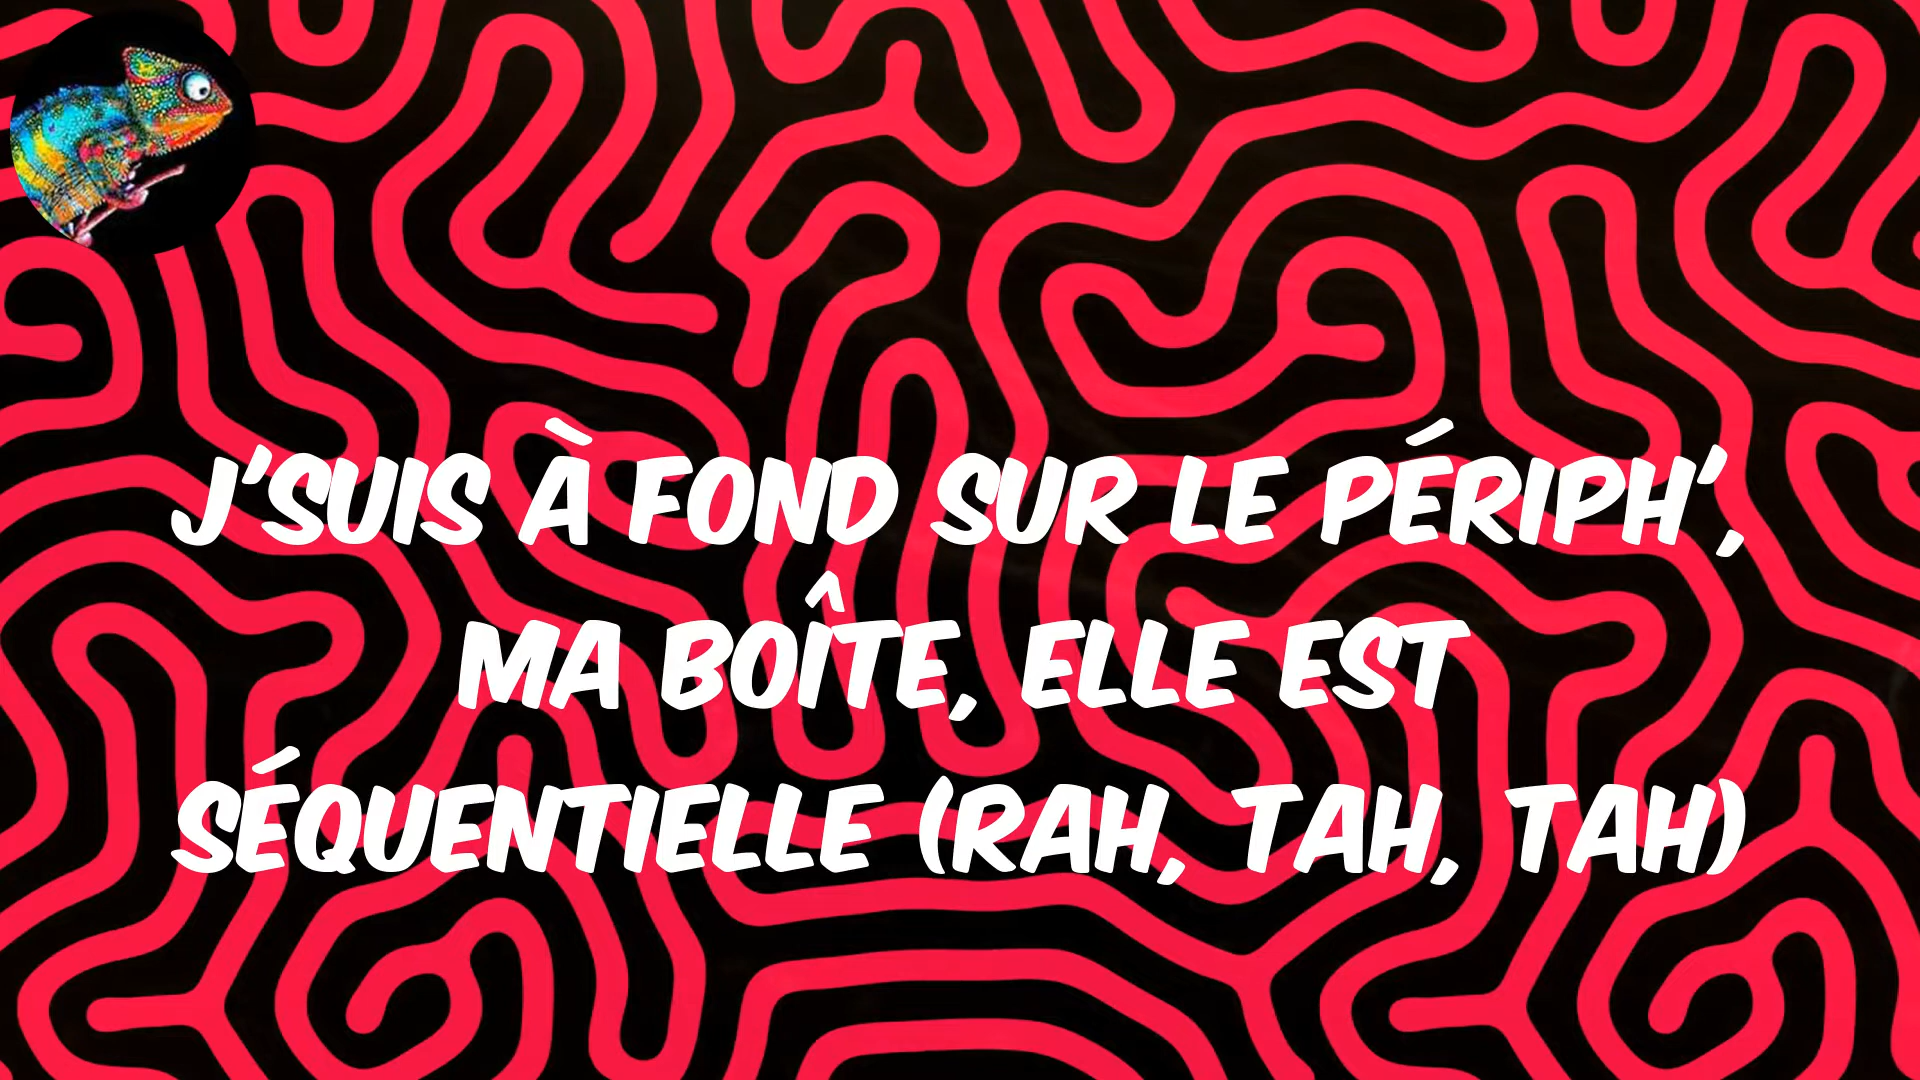 J'SUIS À FOND SUR LE PÉRIPH',
MA BOÎTE, ELLE EST
SÉQUENTIELLE (RAH, TAH, TAH)